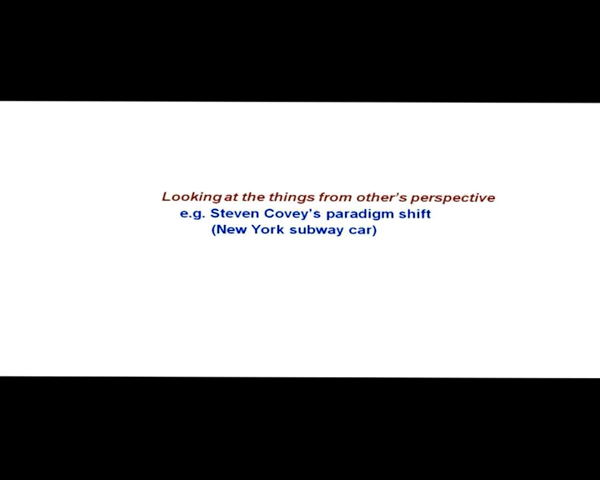 Looking at the things from other's perspective
e.g. Steven Covey's paradigm shift
(New York subway car)